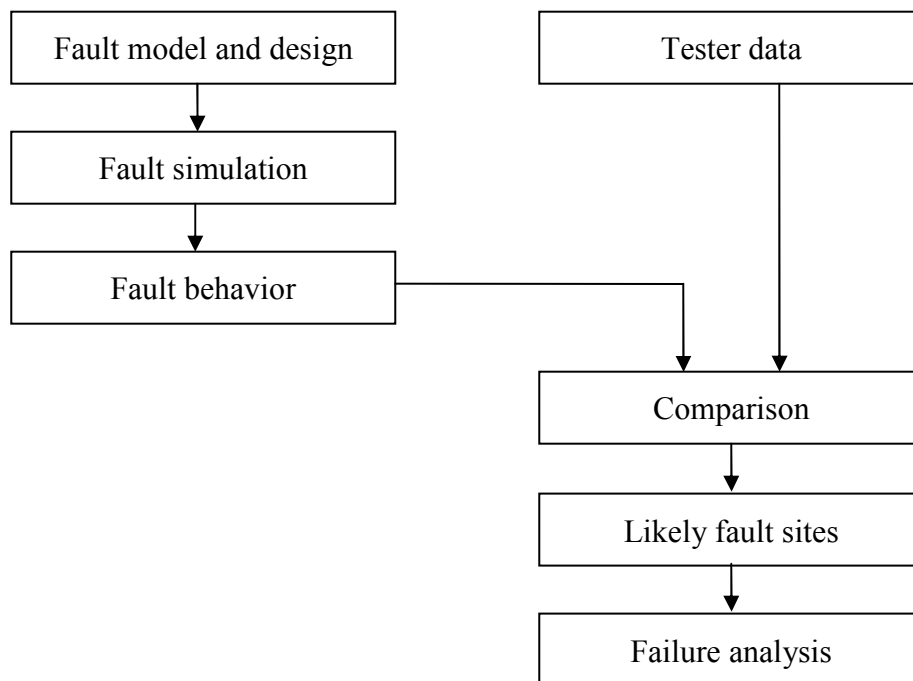 Fault model and design
Tester data
Fault simulation
Fault behavior
Comparison
Likely fault sites
Failure analysis